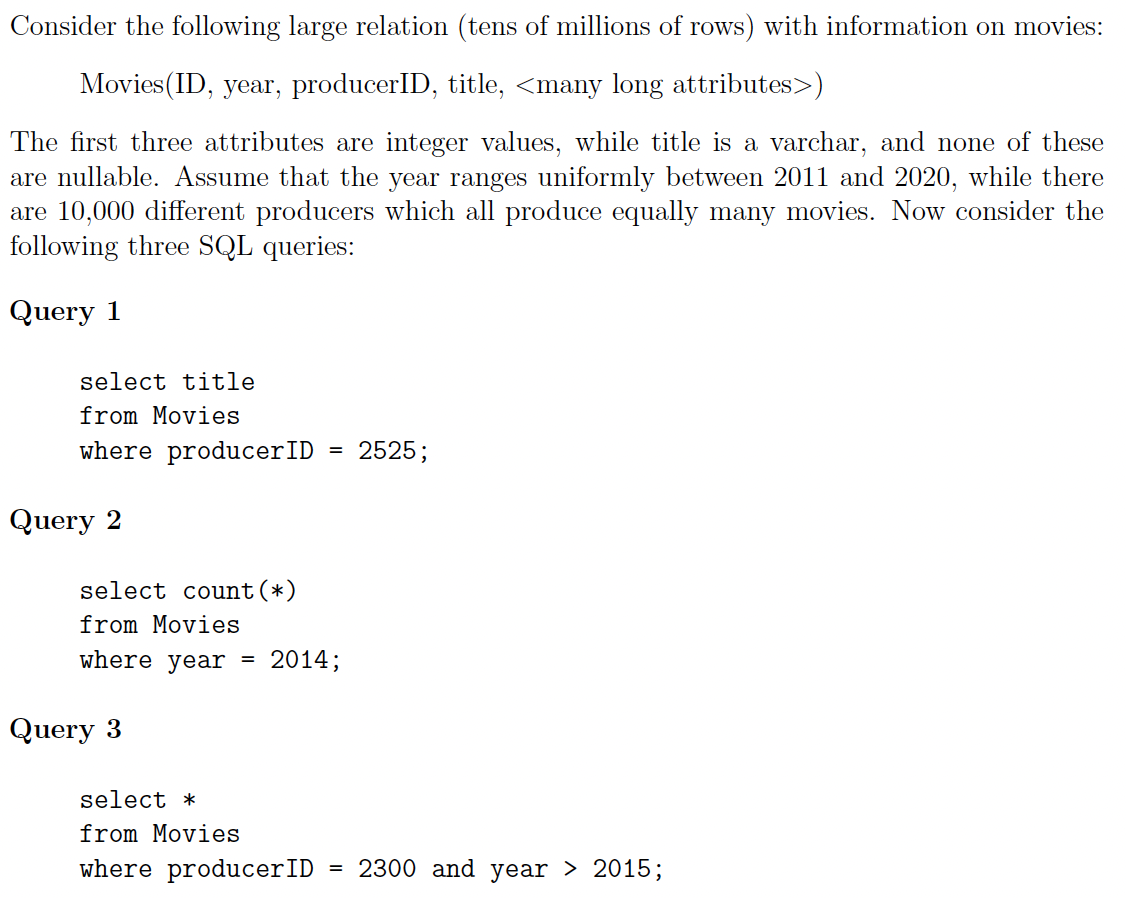 Consider the following large relation (tens of millions of rows) with information on movies:
Movies(ID, year, producerID, title, <many long attributes>)
The first three attributes are integer values, while title is a varchar, and none of these
are nullable. Assume that the year ranges uniformly between 2011 and 2020, while there
are 10,000 different producers which all produce equally many movies. Now consider the
following three SQL queries:
Query 1
select title
from Movies
where producerID = 2525;
Query 2
select count(*)
from Movies
where year = 2014;
Query 3
select *
from Movies
where producerID = 2300 and year > 2015;